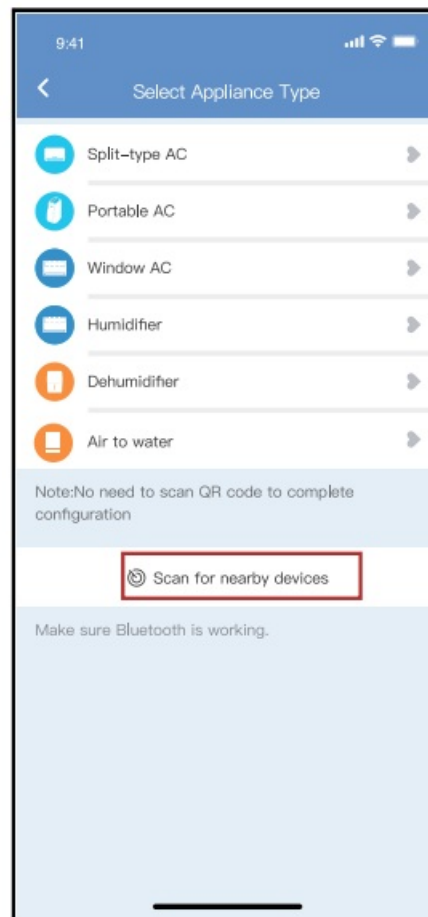 9:41
Select Appliance Type
Split-type AC
Portable AC
Window AC
Humidifier
Dehumidifier
Air to water
Note:No need to scan QR code to complete
configuration
Scan for nearby devices
Make sure Bluetooth is working.